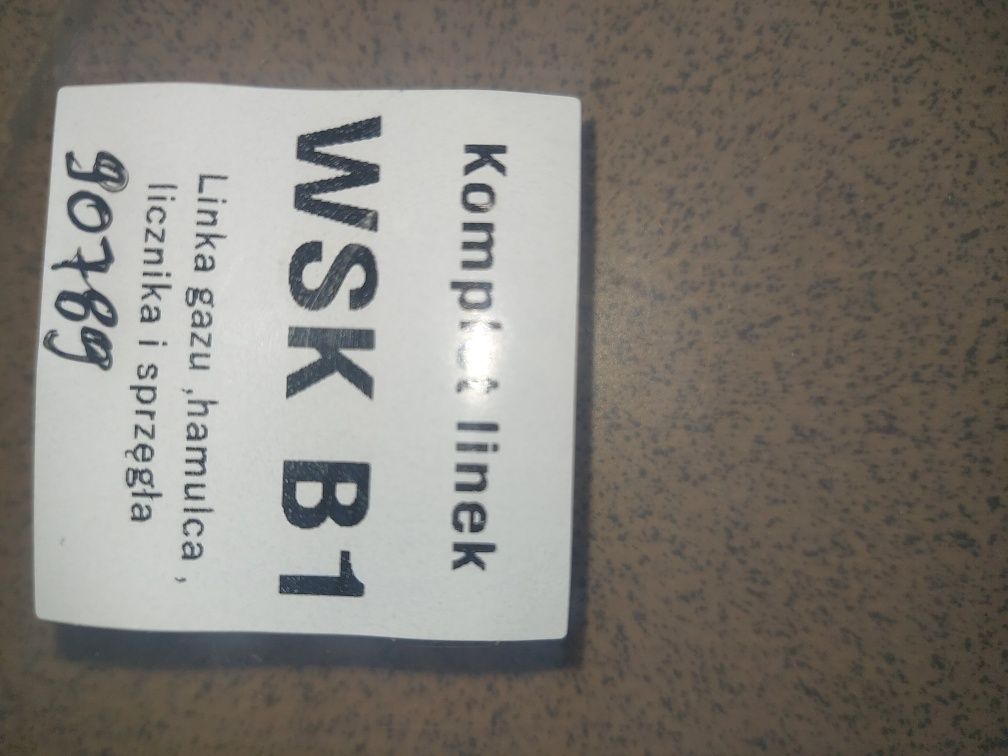 Komplet linek
WSK B1
Linka gazu ,hamulca ,
licznika i sprzęgła
90789